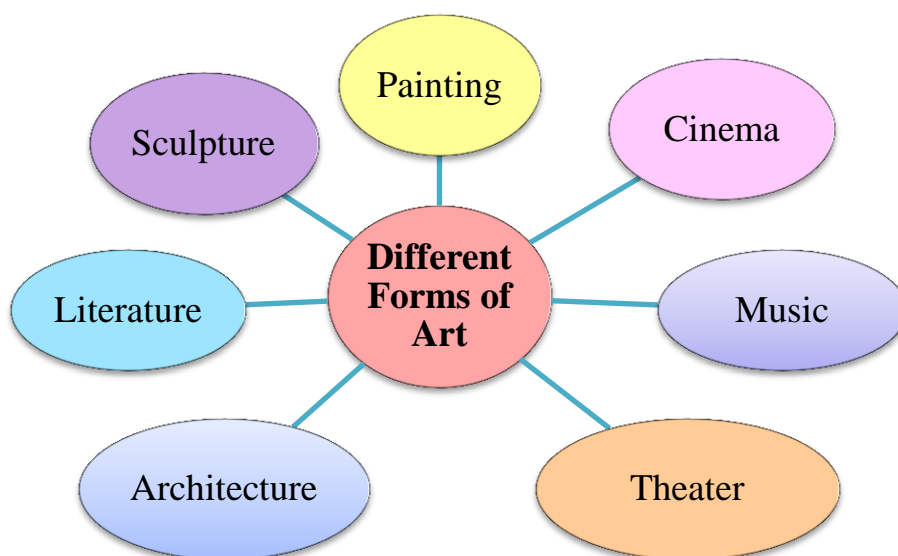 Painting
Sculpture
Cinema
Different
Forms of
Art
Literature
Music
Architecture
Theater